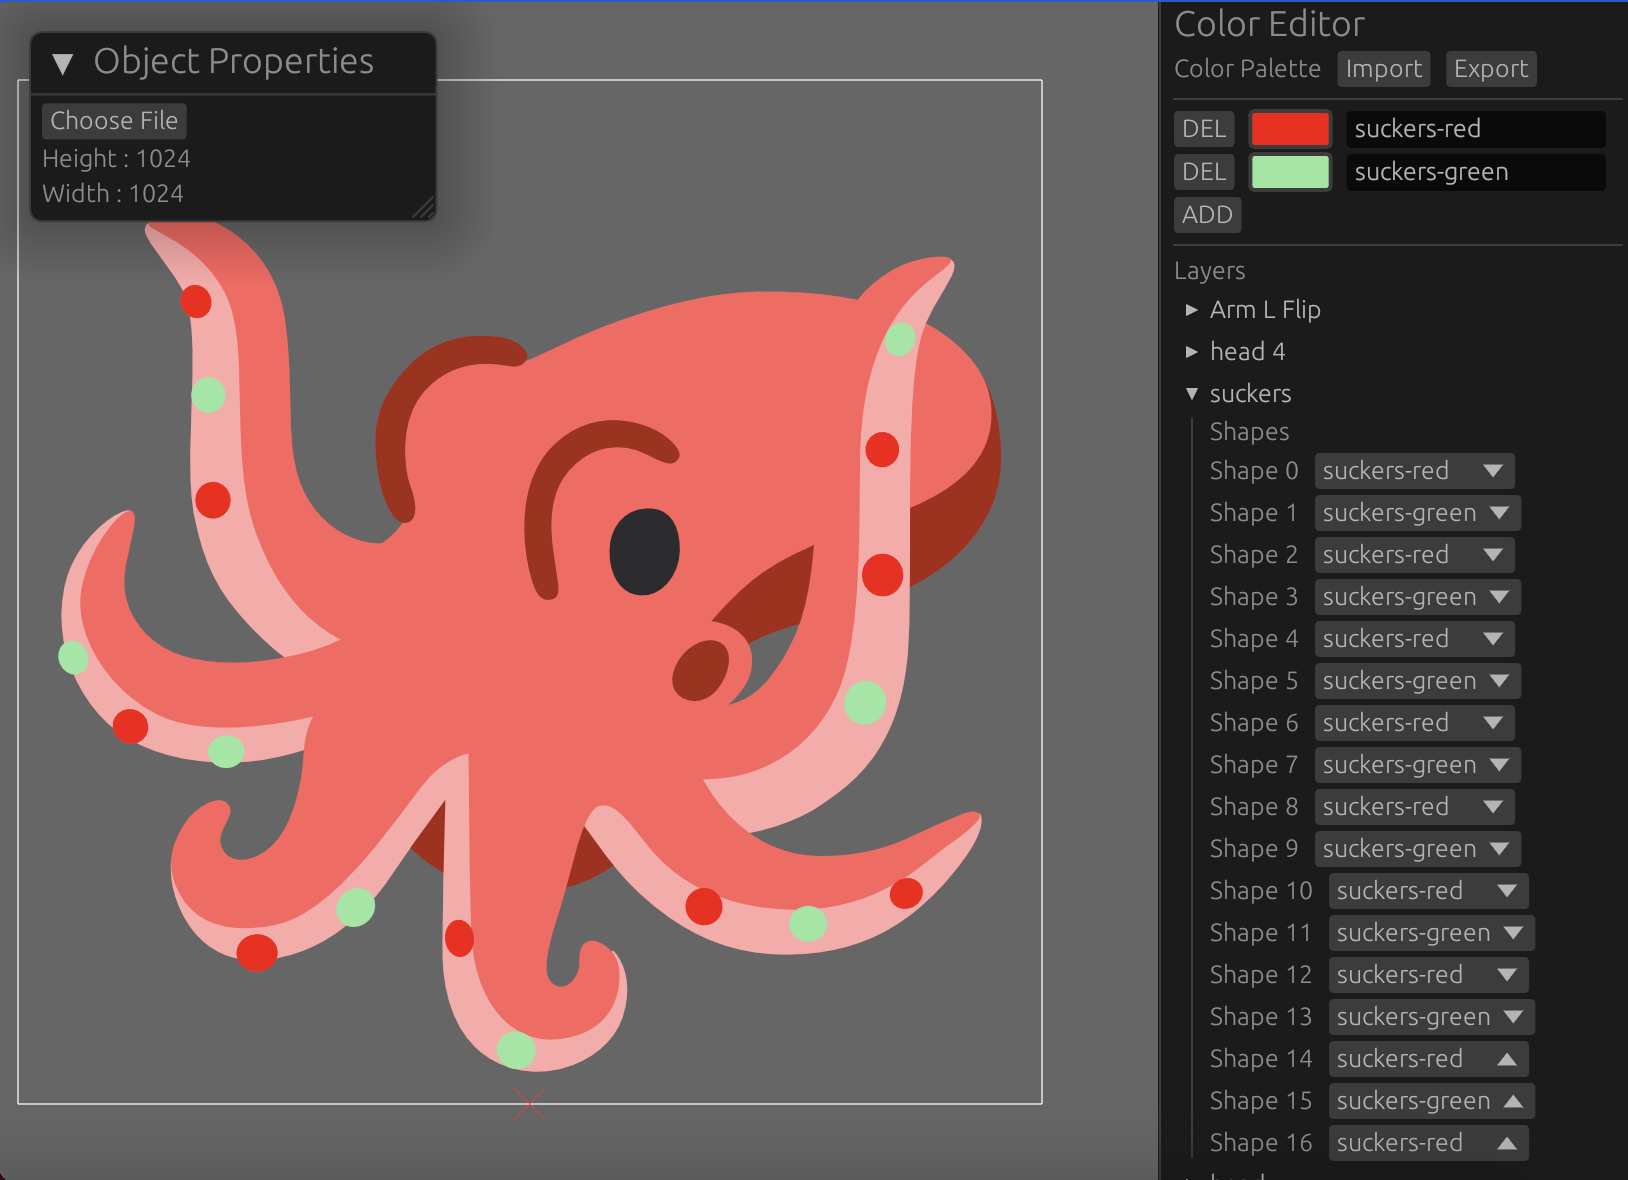 Object Properties
Choose File
Height : 1024
Width : 1024
Color Editor
Color Palette Import Export
DEL suckers-red
DEL suckers-green
ADD
Layers
Arm L Flip
head 4
suckers
Shapes
Shape 0 suckers-red
Shape 1 suckers-green
Shape 2 suckers-red
Shape 3 suckers-green
Shape 4 suckers-red
Shape 5 suckers-green
Shape 6 suckers-red
Shape 7 suckers-green
Shape 8 suckers-red
Shape 9 suckers-green
Shape 10 suckers-red
Shape 11 suckers-green
Shape 12 suckers-red
Shape 13 suckers-green
Shape 14 suckers-red
Shape 15 suckers-green
Shape 16 suckers-red